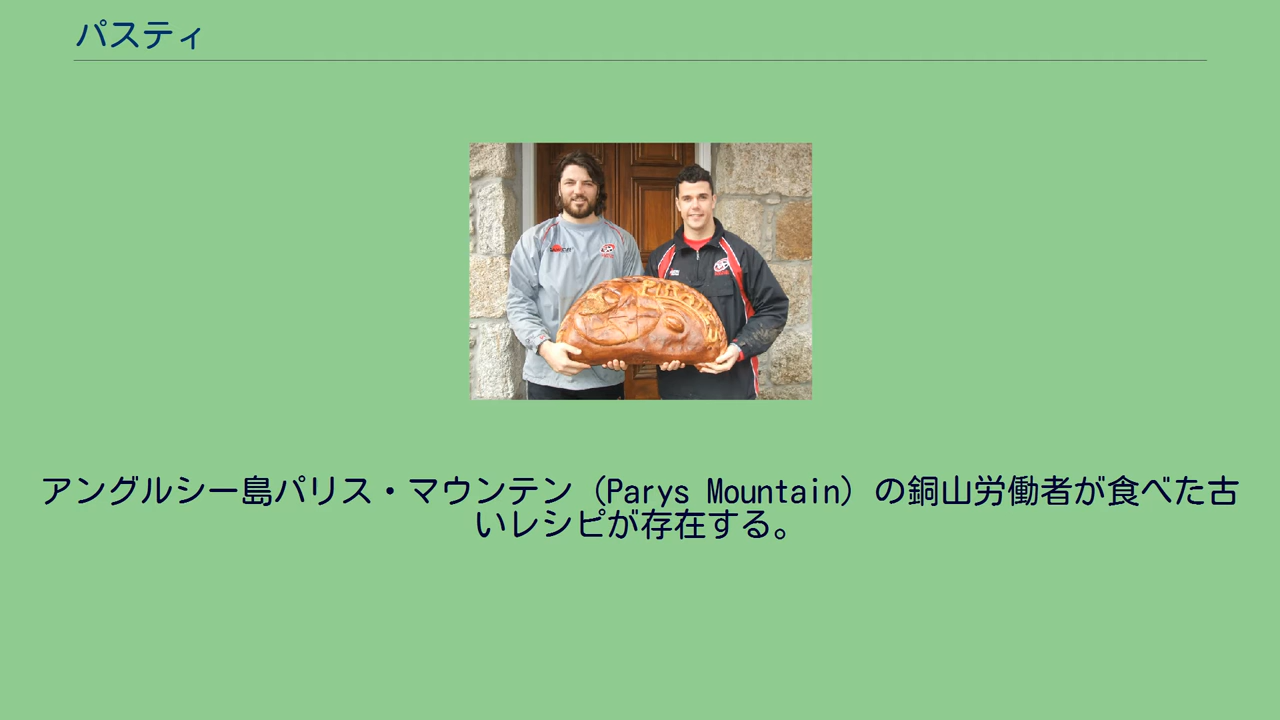 パスティ
アングルシー島パリス・マウンテン（Parys Mountain）の銅山労働者が食べた古
いレシピが存在する。